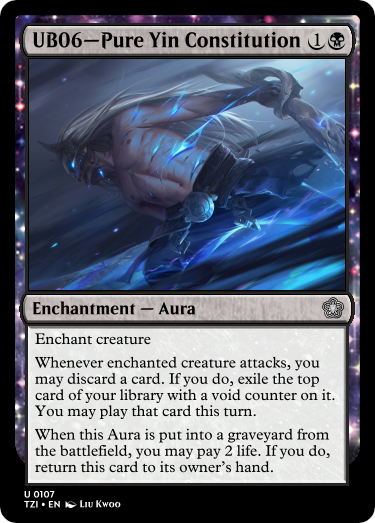 UB06—Pure Yin Constitution 1
Enchantment — Aura
Enchant creature
Whenever enchanted creature attacks, you
may discard a card. If you do, exile the top
card of your library with a void counter on it.
You may play that card this turn.
When this Aura is put into a graveyard from
the battlefield, you may pay 2 life. If you do,
return this card to its owner's hand.
U 0107
TZI • EN Liu Kwoo